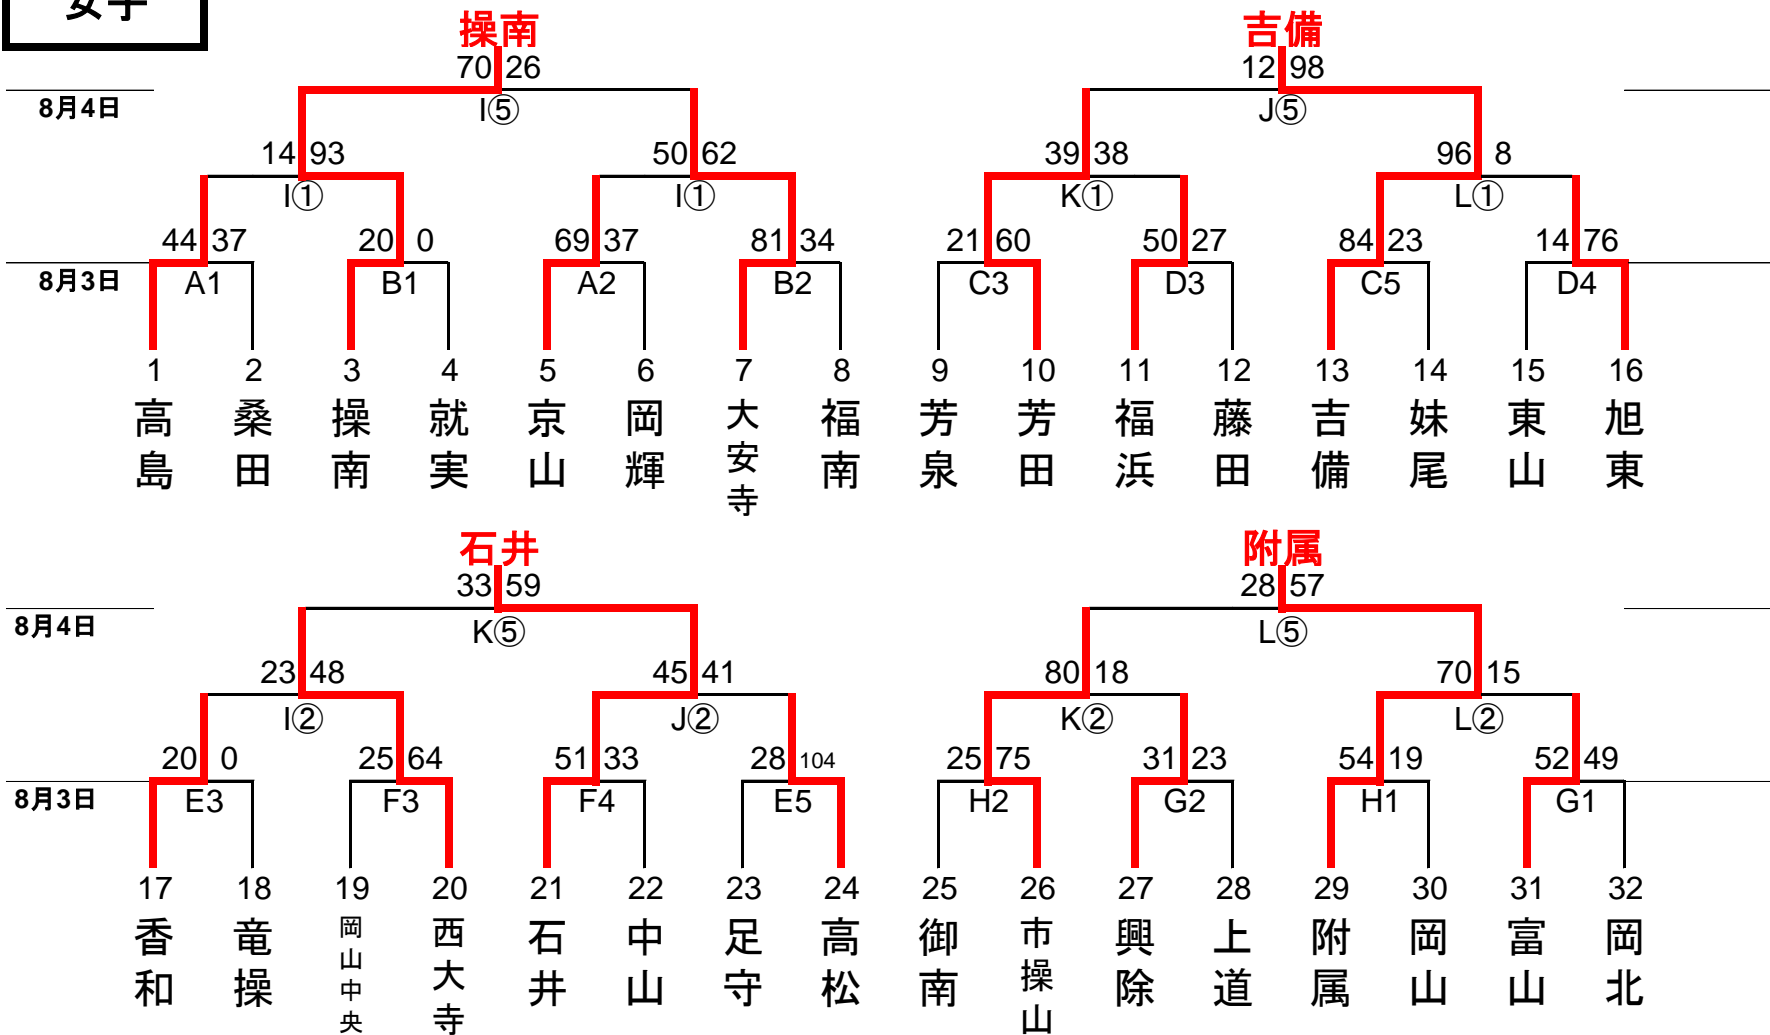 女子
操南 吉備
70 26 12 98
8月4日 I⑤ J⑤
14 93 50 62 39 38 96 8
I① I① K① L①
44 37 20 0 69 37 81 34 21 60 50 27 84 23 14 76
8月3日 A1 B1 A2 B2 C3 D3 C5 D4
1 2 3 4 5 6 7 8 9 10 11 12 13 14 15 16
高島 桑田 操南 就実 京山 岡輝 大安寺 福南 芳泉 芳田 福浜 藤田 吉備 妹尾 東山 旭東
石井 附属
33 59 28 57
8月4日 K⑤ L⑤
23 48 45 41 80 18 70 15
I② J② K② L②
20 0 25 64 51 33 28 104 25 75 31 23 54 19 52 49
8月3日 E3 F3 F4 E5 H2 G2 H1 G1
17 18 19 20 21 22 23 24 25 26 27 28 29 30 31 32
香和 竜操 岡山中央 西大寺 石井 中山 足守 高松 御南 市操山 興除 上道 附属 岡山 富山 岡北